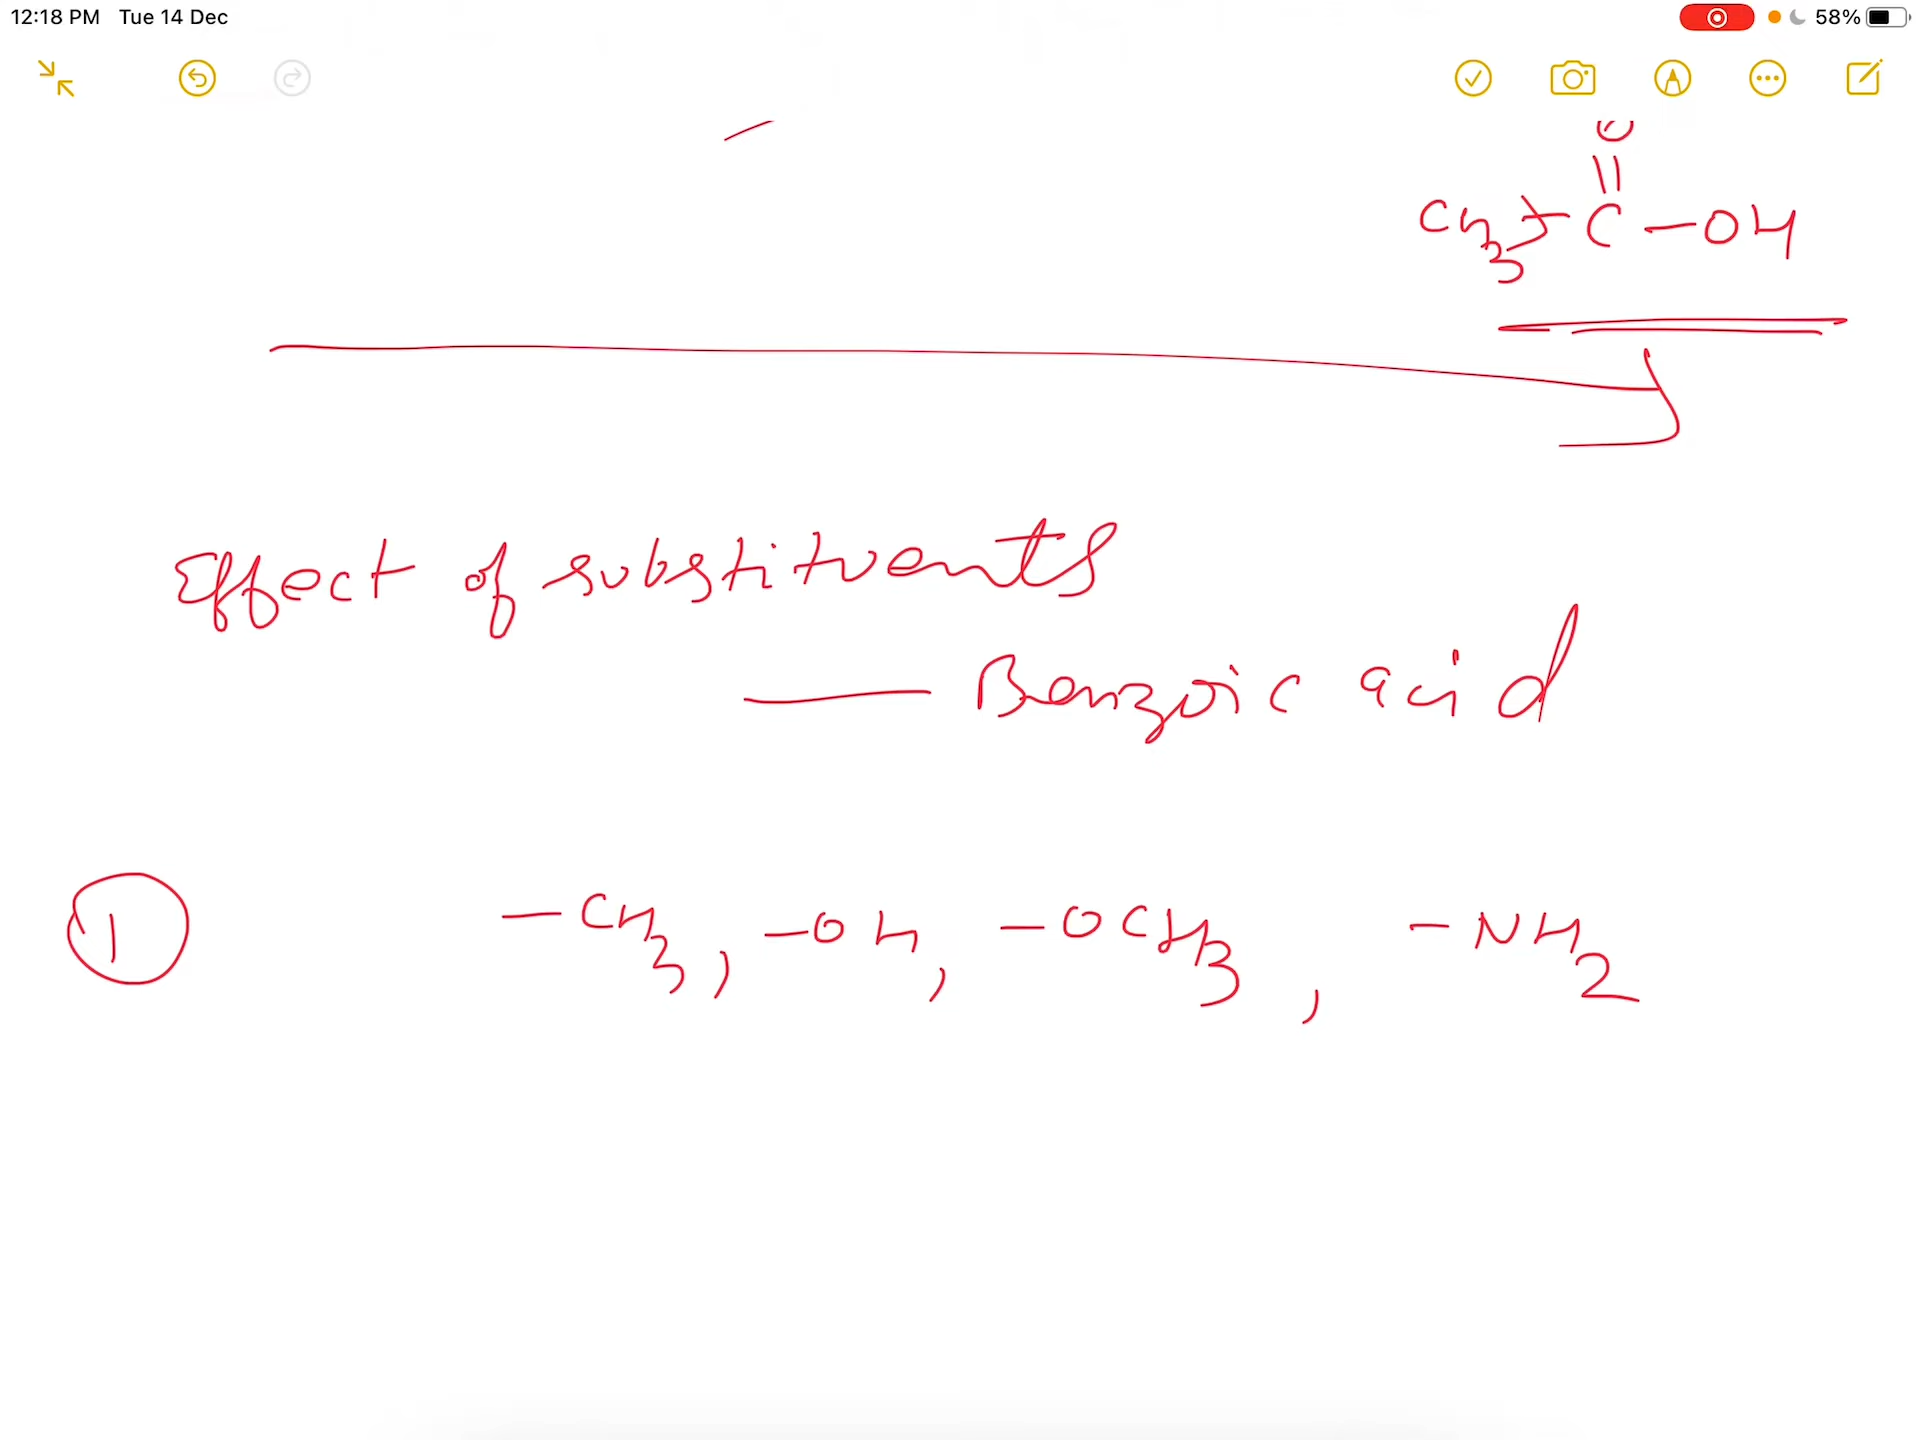 12:18 PM Tue 14 Dec
58%
O
||
CH3 → C — OH
Effect of substituents
— Benzoic acid
① — CH3, — OH, — OCH3, — NH2